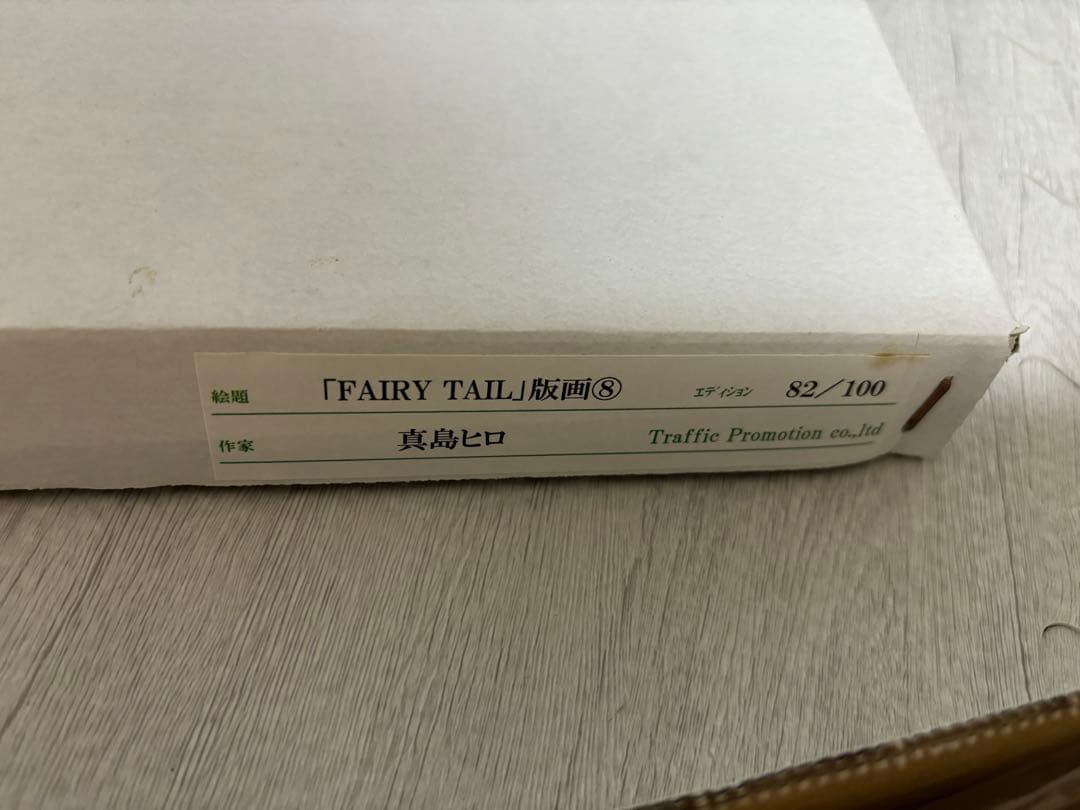 絵題 「FAIRY TAIL」版画⑧ エディション 82/100
作家 真島ヒロ Traffic Promotion co.,ltd